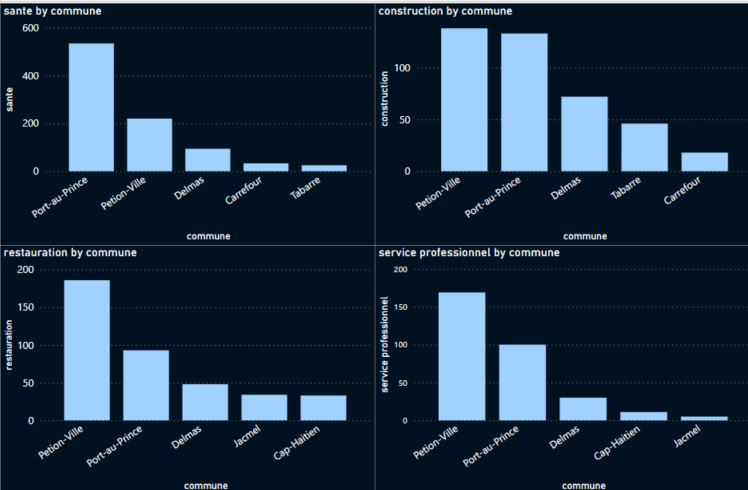 sante by commune
600
400
200
0
sante
Port-au-Prince
Petion-Ville
Delmas
Carrefour
Tabarre
commune
construction by commune
100
50
0
construction
Petion-Ville
Port-au-Prince
Delmas
Tabarre
Carrefour
commune
restauration by commune
200
150
100
50
0
restauration
Petion-Ville
Port-au-Prince
Delmas
Jacmel
Cap-Haïtien
commune
service professionnel by commune
200
150
100
50
0
service professionnel
Petion-Ville
Port-au-Prince
Delmas
Cap-Haïtien
Jacmel
commune